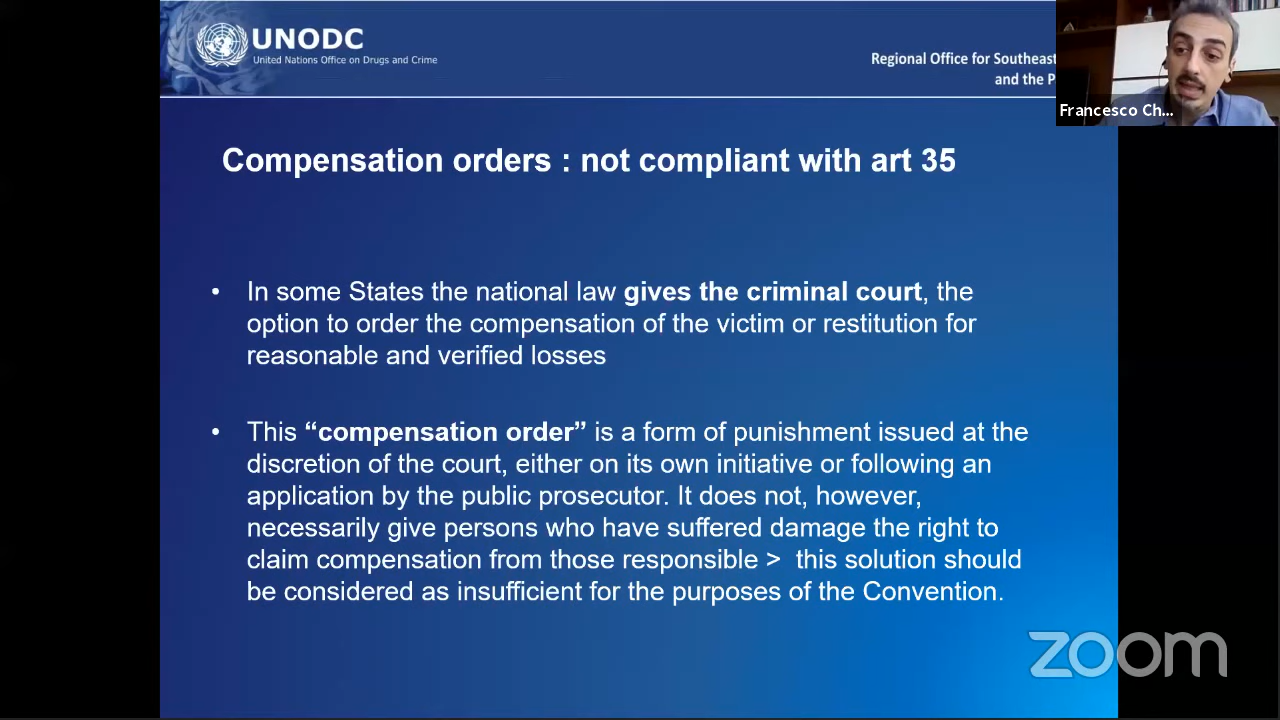 UNODC
United Nations Office on Drugs and Crime
Regional Office for Southeast
and the P
Francesco Ch...
Compensation orders : not compliant with art 35
• In some States the national law gives the criminal court, the
option to order the compensation of the victim or restitution for
reasonable and verified losses
• This “compensation order” is a form of punishment issued at the
discretion of the court, either on its own initiative or following an
application by the public prosecutor. It does not, however,
necessarily give persons who have suffered damage the right to
claim compensation from those responsible > this solution should
be considered as insufficient for the purposes of the Convention.
zoom